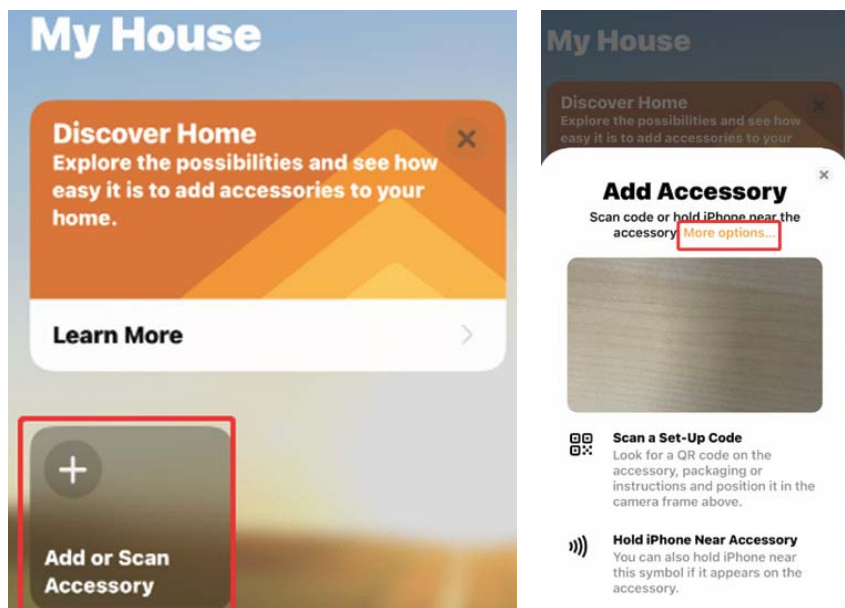 My House
Discover Home
Explore the possibilities and see how
easy it is to add accessories to your
home.
Learn More
Add or Scan
Accessory
My House
Discover Home
Explore the possibilities and see how
easy it is to add accessories to your
Add Accessory
Scan code or hold iPhone near the
accessory More options...
Scan a Set-Up Code
Look for a QR code on the
accessory, packaging or
instructions and position it in the
camera frame above.
Hold iPhone Near Accessory
You can also hold iPhone near
this symbol if it appears on the
accessory.